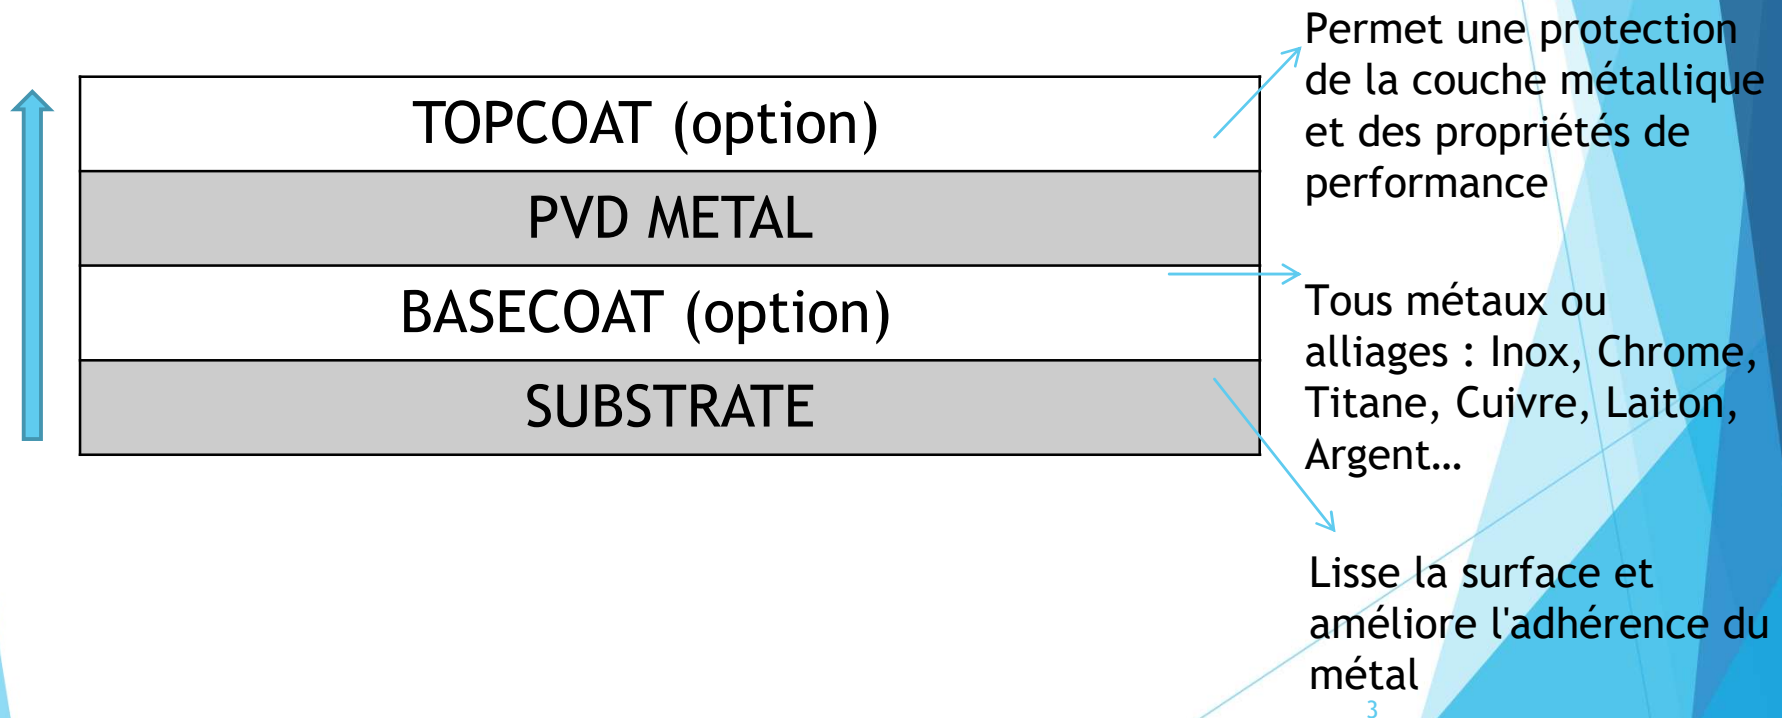 TOPCOAT (option)
PVD METAL
BASECOAT (option)
SUBSTRATE
Permet une protection
de la couche métallique
et des propriétés de
performance
Tous métaux ou
alliages : Inox, Chrome,
Titane, Cuivre, Laiton,
Argent…
Lisse la surface et
améliore l'adhérence du
métal
3